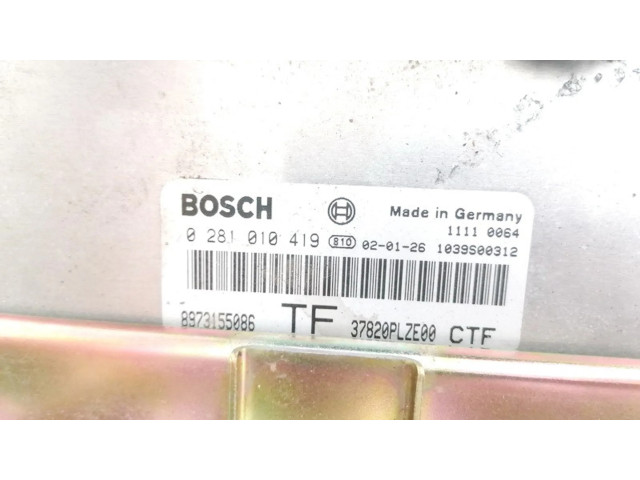 BOSCH Made in Germany
1111 0064
0 281 010 419 810 02-01-26 1039S00312
8973155086 TF 37820PLZE00 CTF